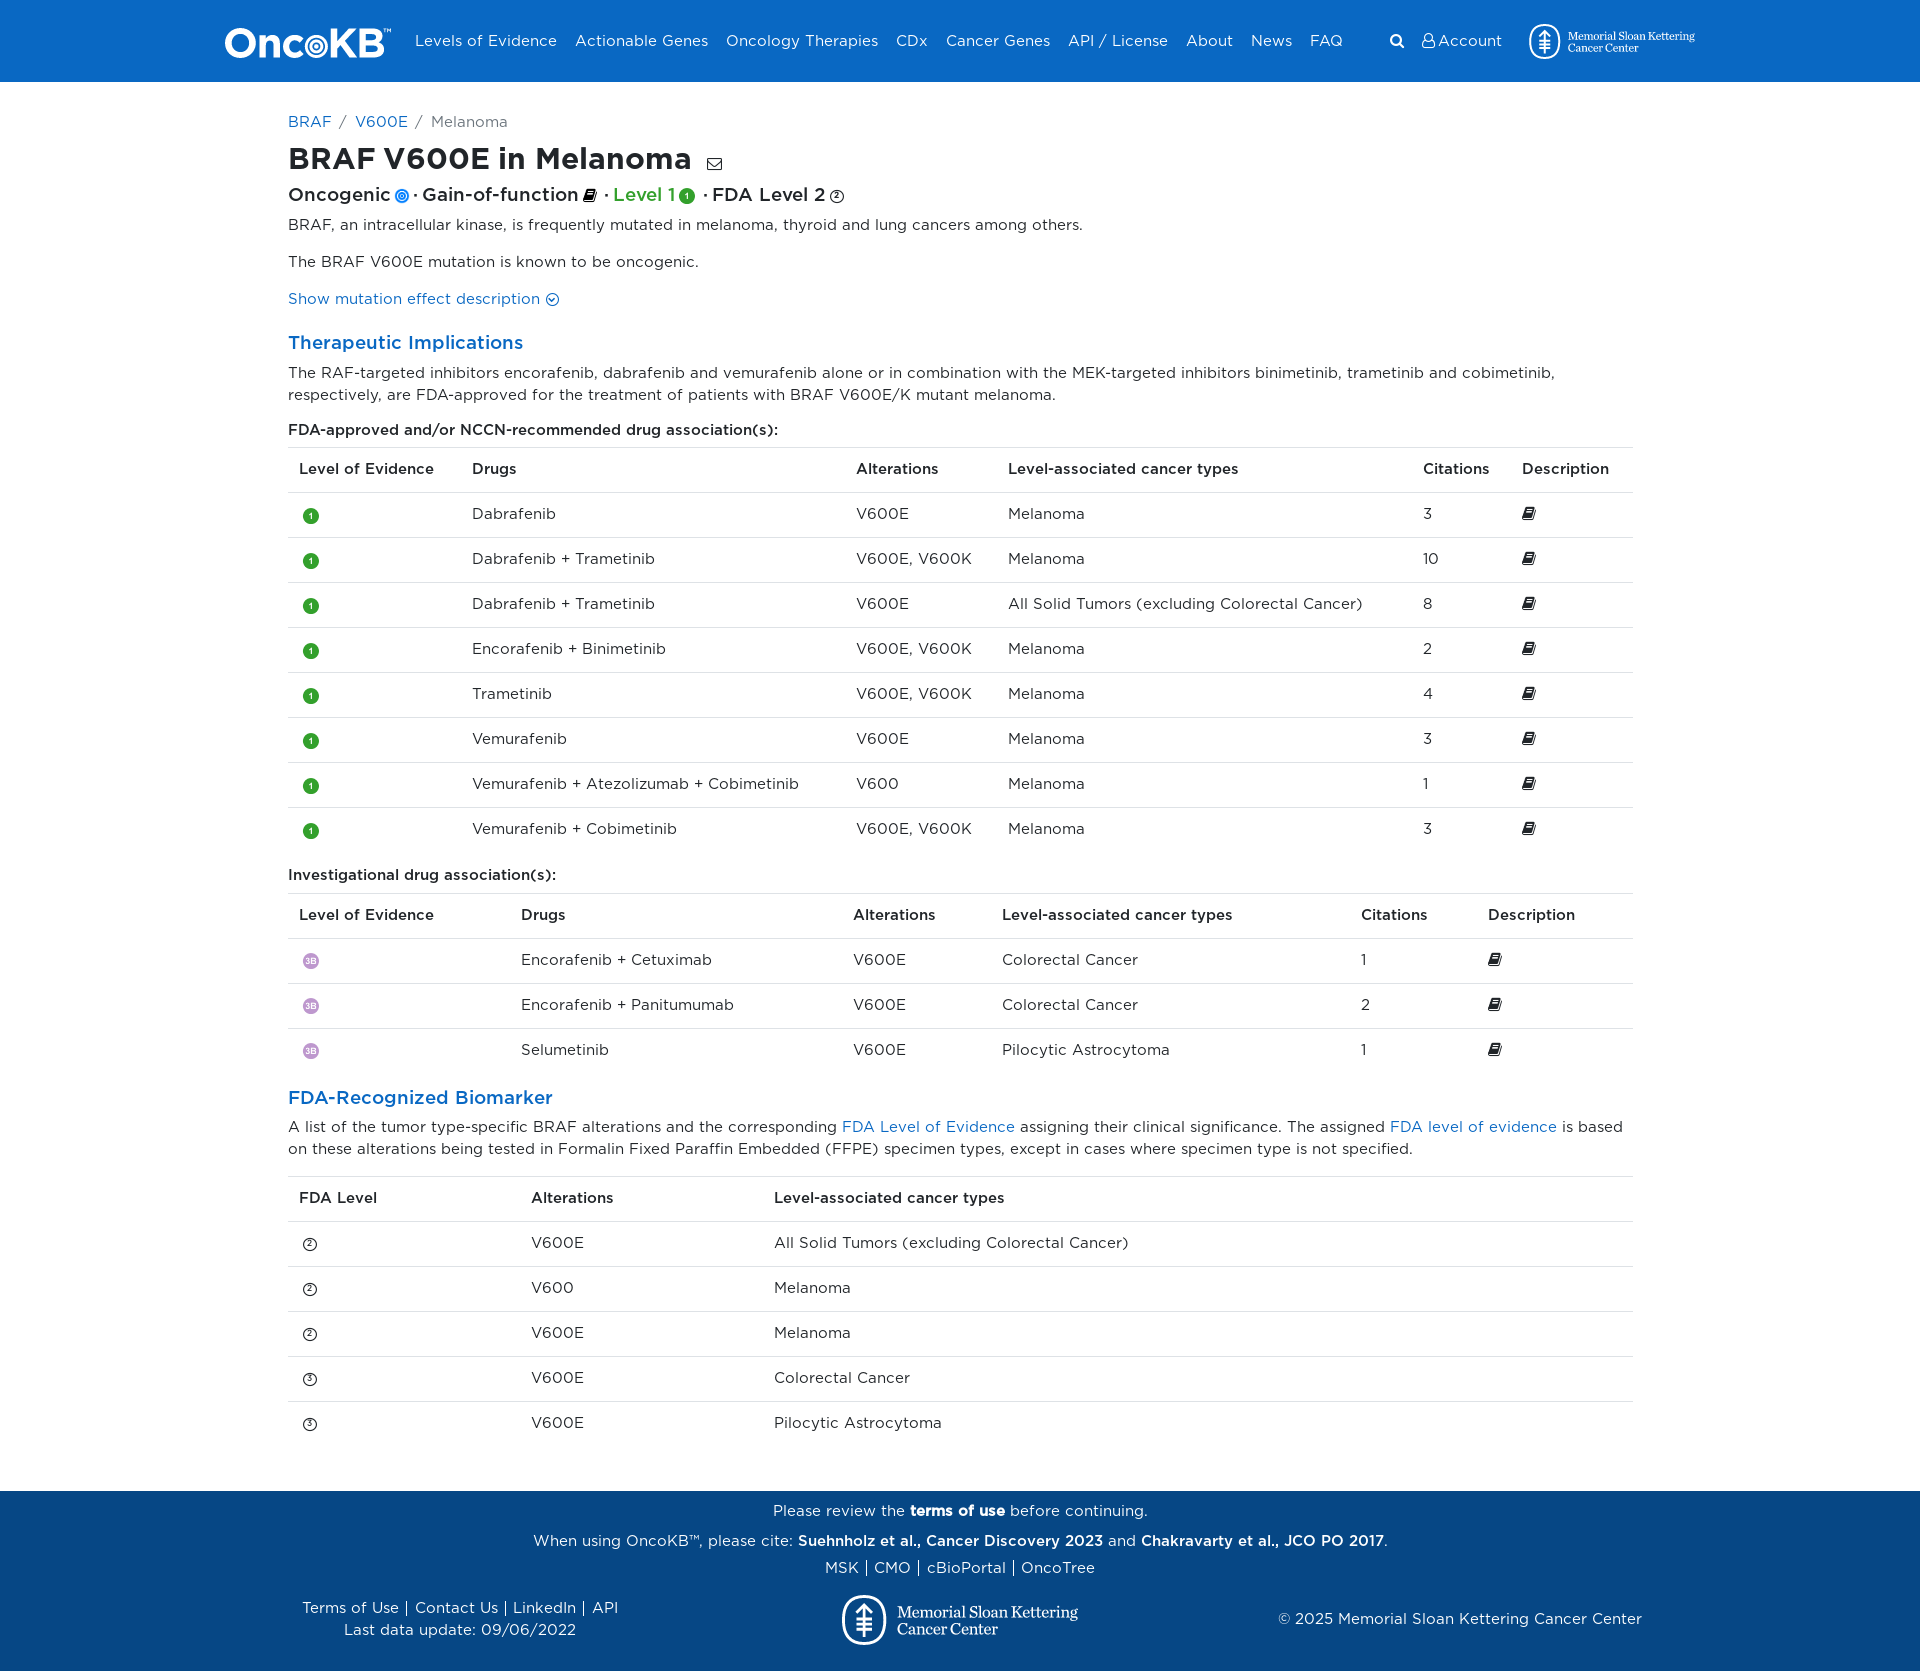 OncoKB™ Levels of Evidence Actionable Genes Oncology Therapies CDx Cancer Genes API / License About News FAQ Account Memorial Sloan Kettering
Cancer Center
BRAF / V600E / Melanoma
BRAF V600E in Melanoma
Oncogenic · Gain-of-function · Level 1 1 · FDA Level 2 2
BRAF, an intracellular kinase, is frequently mutated in melanoma, thyroid and lung cancers among others.
The BRAF V600E mutation is known to be oncogenic.
Show mutation effect description
Therapeutic Implications
The RAF-targeted inhibitors encorafenib, dabrafenib and vemurafenib alone or in combination with the MEK-targeted inhibitors binimetinib, trametinib and cobimetinib,
respectively, are FDA-approved for the treatment of patients with BRAF V600E/K mutant melanoma.
FDA-approved and/or NCCN-recommended drug association(s):
Level of Evidence Drugs Alterations Level-associated cancer types Citations Description
1 Dabrafenib V600E Melanoma 3
1 Dabrafenib + Trametinib V600E, V600K Melanoma 10
1 Dabrafenib + Trametinib V600E All Solid Tumors (excluding Colorectal Cancer) 8
1 Encorafenib + Binimetinib V600E, V600K Melanoma 2
1 Trametinib V600E, V600K Melanoma 4
1 Vemurafenib V600E Melanoma 3
1 Vemurafenib + Atezolizumab + Cobimetinib V600 Melanoma 1
1 Vemurafenib + Cobimetinib V600E, V600K Melanoma 3
Investigational drug association(s):
Level of Evidence Drugs Alterations Level-associated cancer types Citations Description
3B Encorafenib + Cetuximab V600E Colorectal Cancer 1
3B Encorafenib + Panitumumab V600E Colorectal Cancer 2
3B Selumetinib V600E Pilocytic Astrocytoma 1
FDA-Recognized Biomarker
A list of the tumor type-specific BRAF alterations and the corresponding FDA Level of Evidence assigning their clinical significance. The assigned FDA level of evidence is based
on these alterations being tested in Formalin Fixed Paraffin Embedded (FFPE) specimen types, except in cases where specimen type is not specified.
FDA Level Alterations Level-associated cancer types
2 V600E All Solid Tumors (excluding Colorectal Cancer)
2 V600 Melanoma
2 V600E Melanoma
3 V600E Colorectal Cancer
3 V600E Pilocytic Astrocytoma
Please review the terms of use before continuing.
When using OncoKB™, please cite: Suehnholz et al., Cancer Discovery 2023 and Chakravarty et al., JCO PO 2017.
MSK | CMO | cBioPortal | OncoTree
Terms of Use | Contact Us | LinkedIn | API
Last data update: 09/06/2022
Memorial Sloan Kettering
Cancer Center
© 2025 Memorial Sloan Kettering Cancer Center